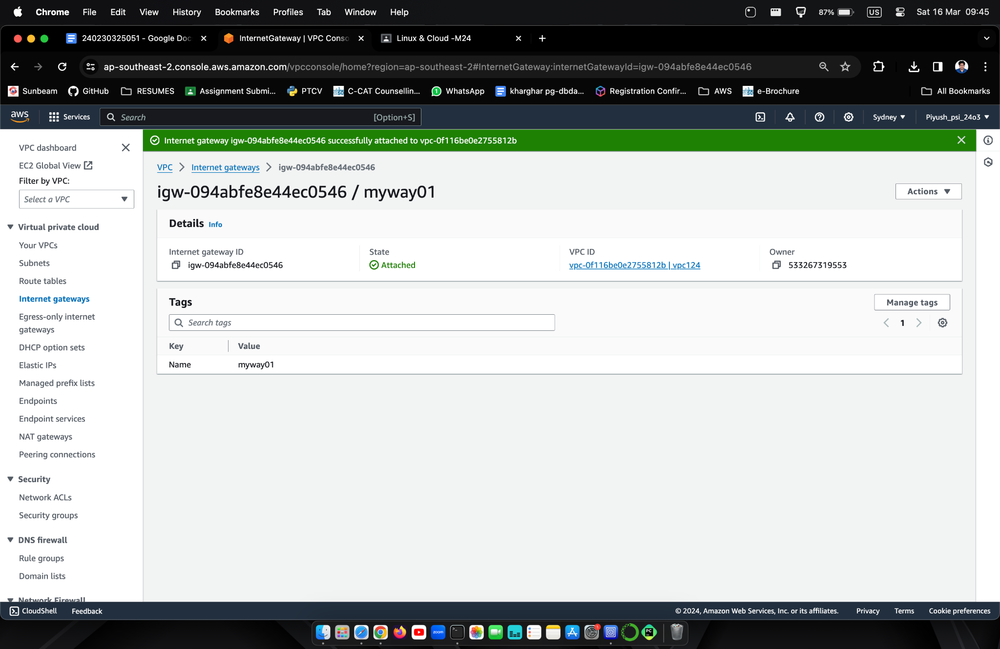 Chrome File Edit View History Bookmarks Profiles Tab Window Help 87% US Sat 16 Mar 09:45
240230325051 - Google Doc InternetGateway | VPC Conso Linux & Cloud -M24
ap-southeast-2.console.aws.amazon.com/vpcconsole/home?region=ap-southeast-2#InternetGateway:internetGatewayId=igw-094abfe8e44ec0546
Sunbeam GitHub RESUMES Assignment Submi... PTCV C-CAT Counsellin... 1 WhatsApp kharghar pg-dbda... Registration Confir... AWS e-Brochure All Bookmarks
aws Services Search [Option+S] Sydney Piyush_psi_24o3
VPC dashboard
EC2 Global View
Filter by VPC:
Select a VPC
Virtual private cloud
Your VPCs
Subnets
Route tables
Internet gateways
Egress-only internet
gateways
DHCP option sets
Elastic IPs
Managed prefix lists
Endpoints
Endpoint services
NAT gateways
Peering connections
Security
Network ACLs
Security groups
DNS firewall
Rule groups
Domain lists
Network Firewall
Internet gateway igw-094abfe8e44ec0546 successfully attached to vpc-0f116be0e2755812b
VPC Internet gateways igw-094abfe8e44ec0546
igw-094abfe8e44ec0546 / myway01
Actions
Details Info
Internet gateway ID State VPC ID Owner
igw-094abfe8e44ec0546 Attached vpc-0f116be0e2755812b | vpc124 533267319553
Tags
Manage tags
Search tags
1
Key Value
Name myway01
CloudShell Feedback © 2024, Amazon Web Services, Inc. or its affiliates. Privacy Terms Cookie preferences
zoom 1 PC